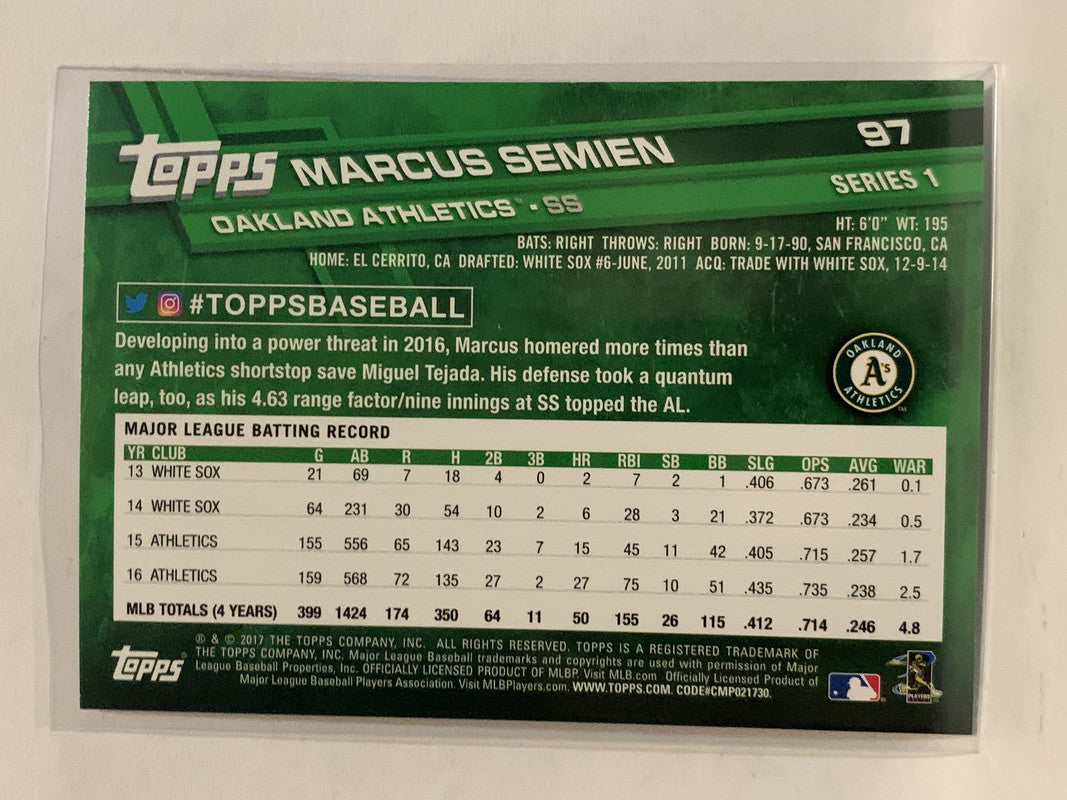 topps MARCUS SEMIEN 97
OAKLAND ATHLETICS™ • SS SERIES 1
HT: 6'0" WT: 195
BATS: RIGHT THROWS: RIGHT BORN: 9-17-90, SAN FRANCISCO, CA
HOME: EL CERRITO, CA DRAFTED: WHITE SOX #6-JUNE, 2011 ACQ: TRADE WITH WHITE SOX, 12-9-14
#TOPPSBASEBALL
Developing into a power threat in 2016, Marcus homered more times than
any Athletics shortstop save Miguel Tejada. His defense took a quantum
leap, too, as his 4.63 range factor/nine innings at SS topped the AL.
OAKLAND A's ATHLETICS TM
MAJOR LEAGUE BATTING RECORD
YR CLUB G AB R H 2B 3B HR RBI SB BB SLG OPS AVG WAR
13 WHITE SOX 21 69 7 18 4 0 2 7 2 1 .406 .673 .261 0.1
14 WHITE SOX 64 231 30 54 10 2 6 28 3 21 .372 .673 .234 0.5
15 ATHLETICS 155 556 65 143 23 7 15 45 11 42 .405 .715 .257 1.7
16 ATHLETICS 159 568 72 135 27 2 27 75 10 51 .435 .735 .238 2.5
MLB TOTALS (4 YEARS) 399 1424 174 350 64 11 50 155 26 115 .412 .714 .246 4.8
topps®
® & © 2017 THE TOPPS COMPANY, INC. ALL RIGHTS RESERVED. TOPPS IS A REGISTERED TRADEMARK OF
THE TOPPS COMPANY, INC. Major League Baseball trademarks and copyrights are used with permission of Major
League Baseball Properties, Inc. OFFICIALLY LICENSED PRODUCT OF MLBP. Visit MLB.com Officially Licensed Product of
Major League Baseball Players Association. Visit MLBPlayers.com. WWW.TOPPS.COM. CODE#CMP021730.